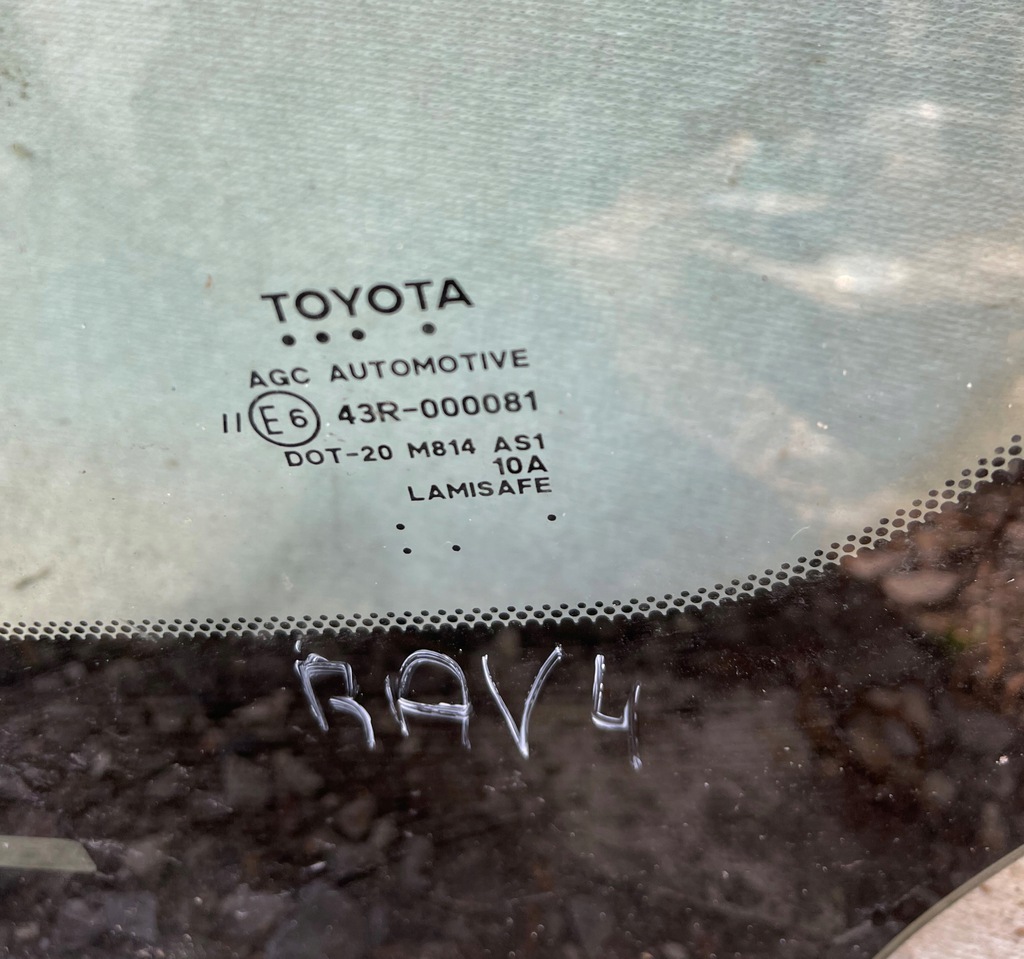 TOYOTA
AGC AUTOMOTIVE
II E6 43R-000081
DOT-20 M814 AS1
10A
LAMISAFE
RAV4